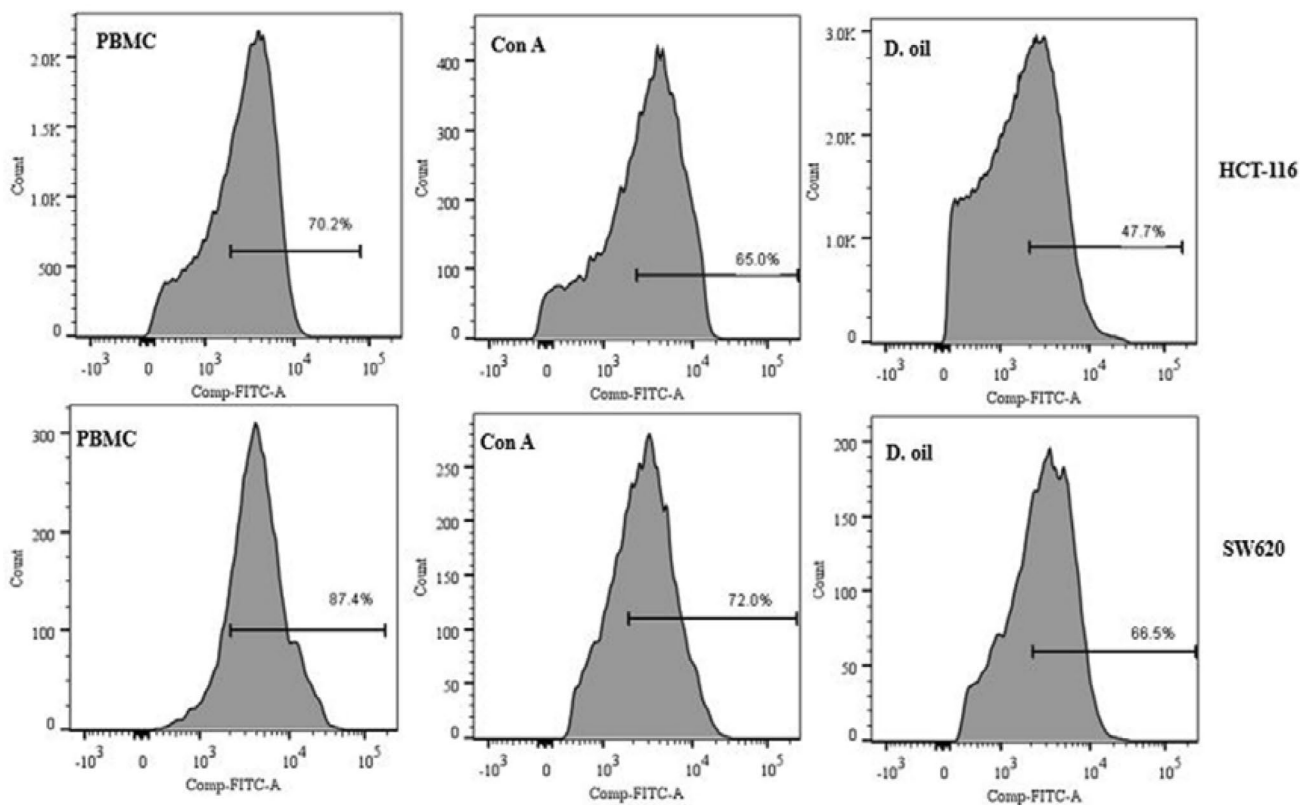 PBMC
2.0K
1.5K
1.0K
500
0
Count
70.2%
-10³ 0 10³ 10⁴ 10⁵
Comp-FITC-A
Con A
400
300
200
100
0
Count
65.0%
-10³ 0 10³ 10⁴ 10⁵
Comp-FITC-A
D. oil
3.0K
2.0K
1.0K
0
Count
47.7%
-10³ 0 10³ 10⁴ 10⁵
Comp-FITC-A
HCT-116
PBMC
300
200
100
0
Count
87.4%
-10³ 0 10³ 10⁴ 10⁵
Comp-FITC-A
Con A
250
200
150
100
50
0
Count
72.0%
-10³ 0 10³ 10⁴ 10⁵
Comp-FITC-A
D. oil
200
150
100
50
0
Count
66.5%
-10³ 0 10³ 10⁴ 10⁵
Comp-FITC-A
SW620